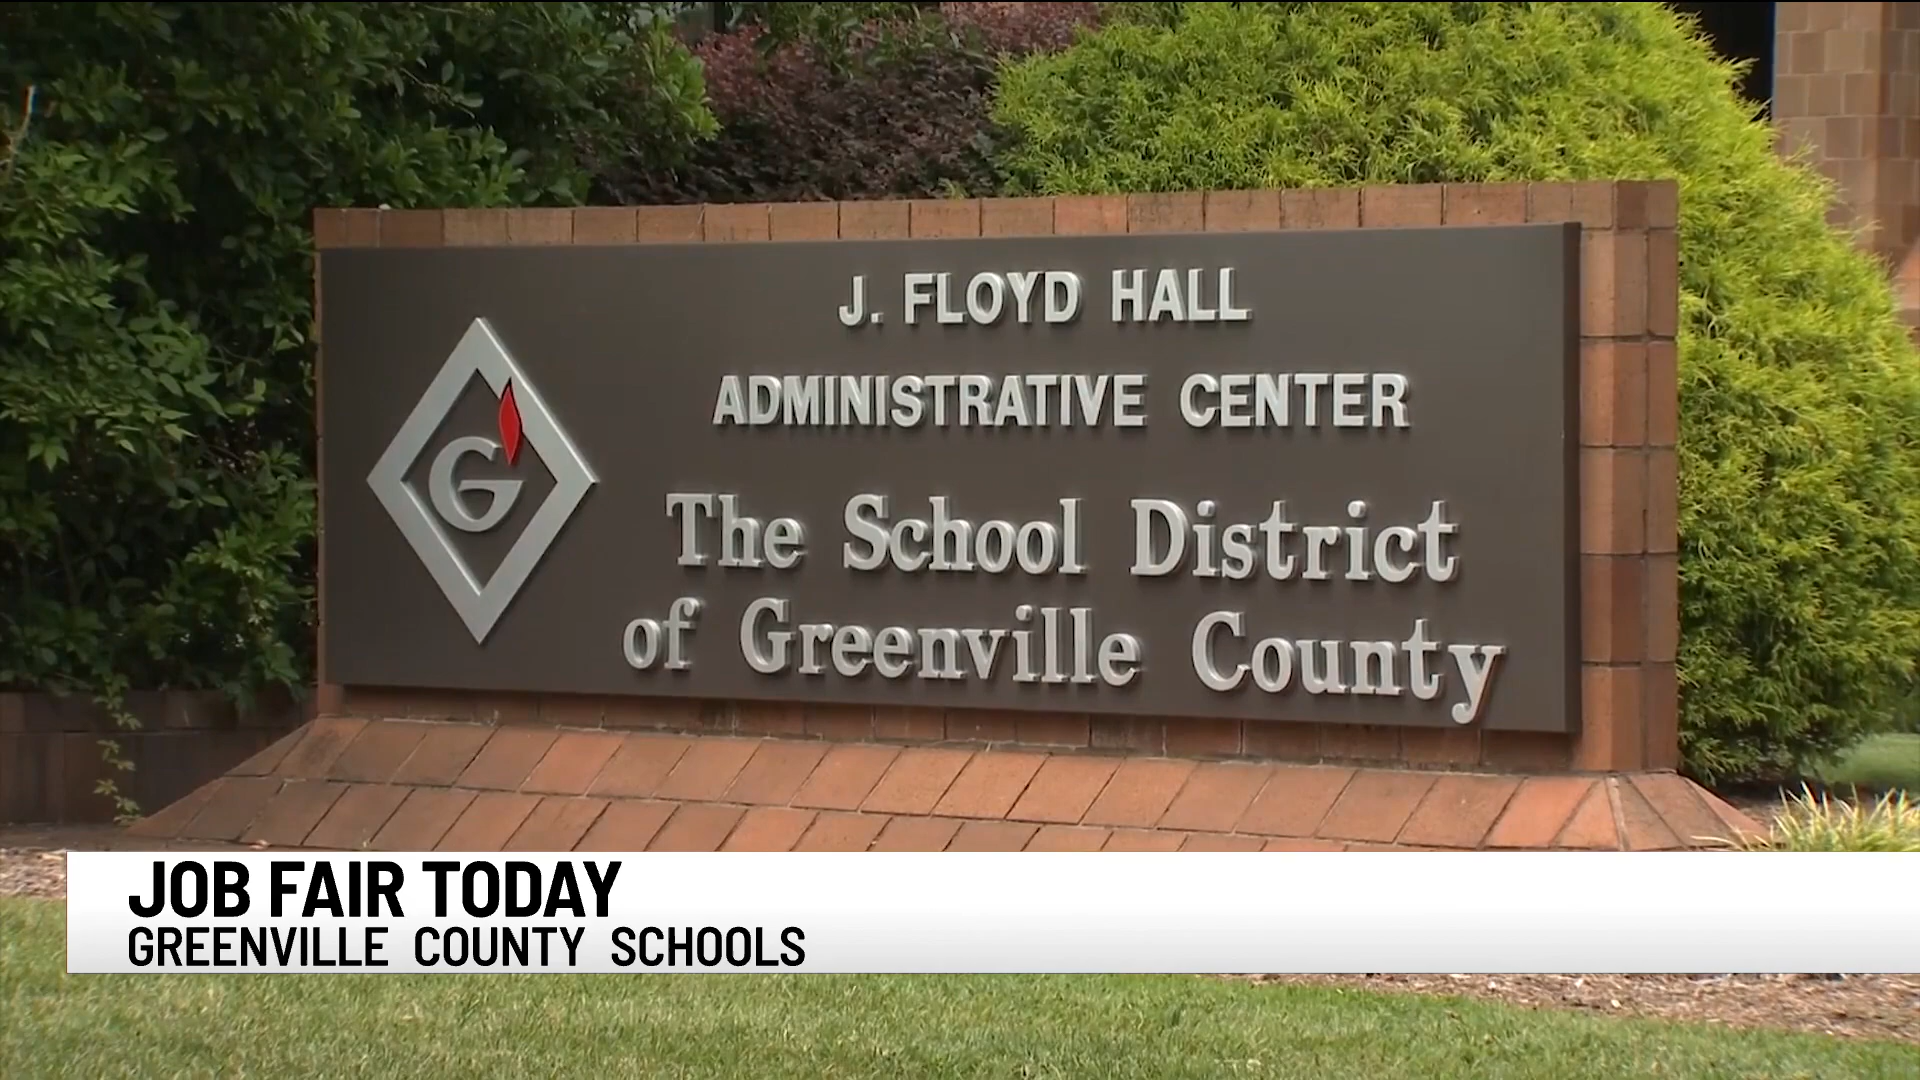 J. FLOYD HALL
ADMINISTRATIVE CENTER
G
The School District
of Greenville County
JOB FAIR TODAY
GREENVILLE COUNTY SCHOOLS